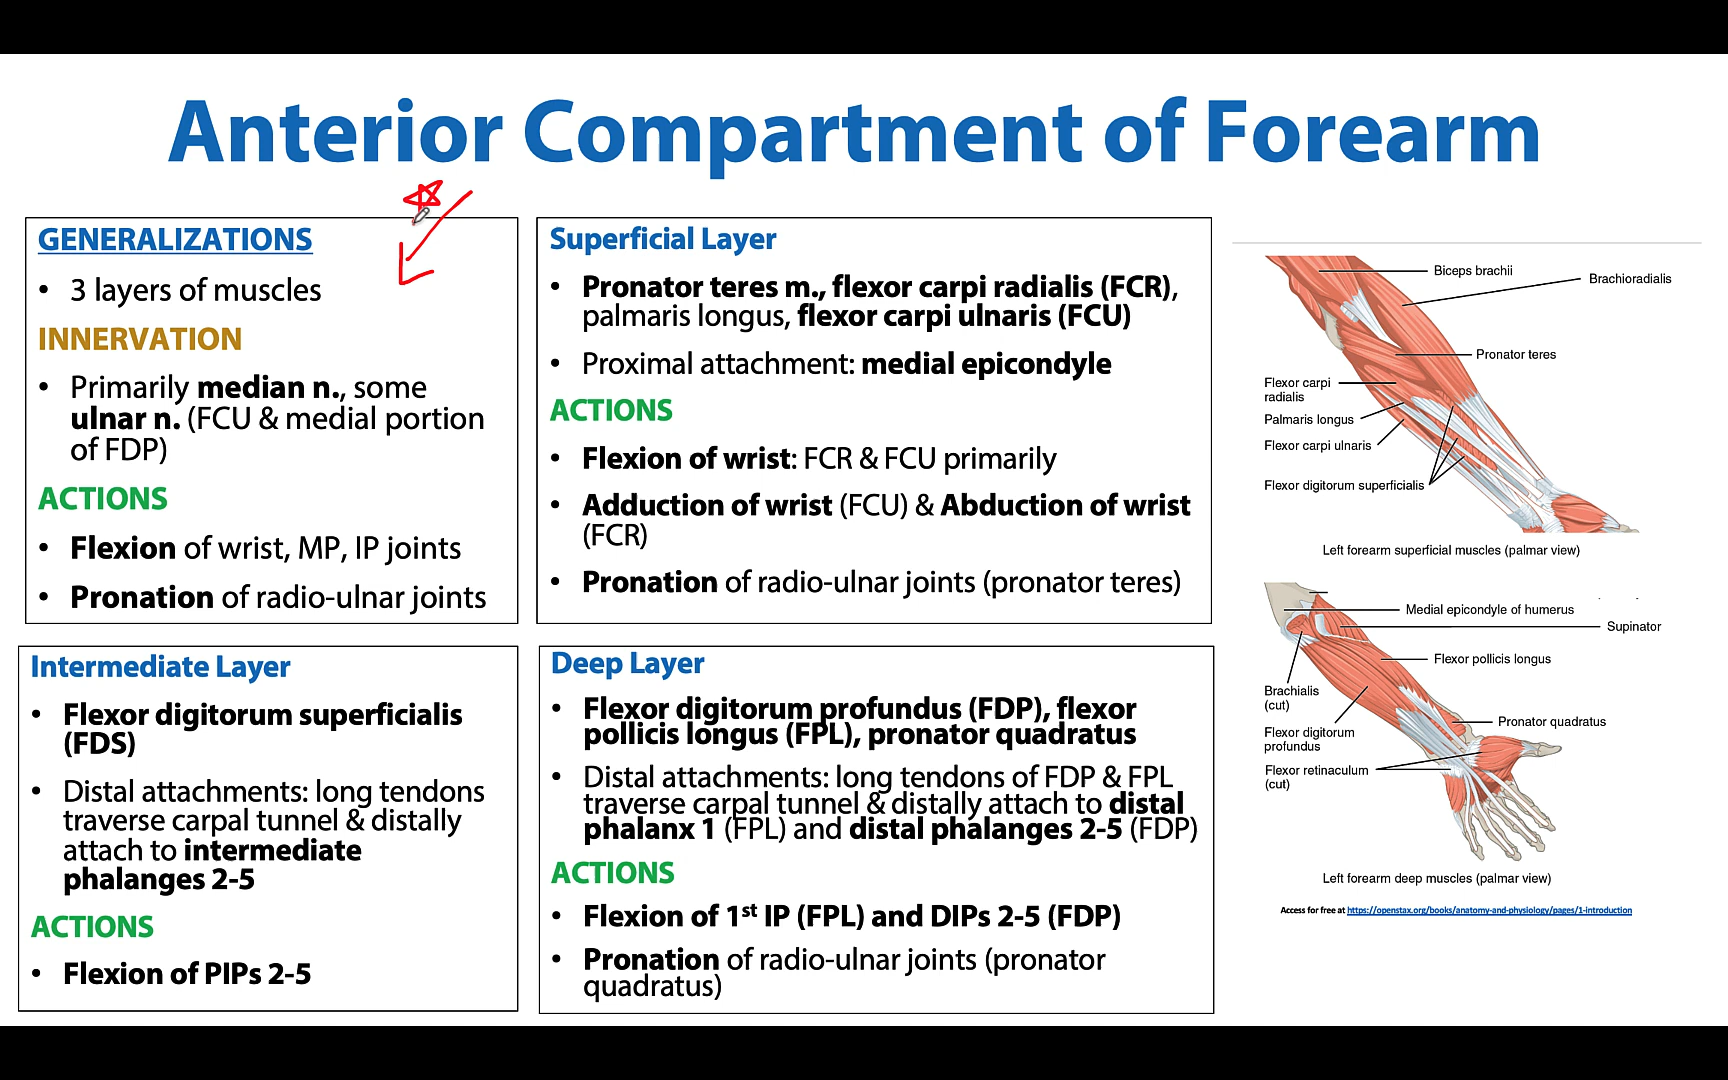 Anterior Compartment of Forearm
GENERALIZATIONS
• 3 layers of muscles
INNERVATION
• Primarily median n., some
ulnar n. (FCU & medial portion
of FDP)
ACTIONS
• Flexion of wrist, MP, IP joints
• Pronation of radio-ulnar joints
Superficial Layer
• Pronator teres m., flexor carpi radialis (FCR),
palmaris longus, flexor carpi ulnaris (FCU)
• Proximal attachment: medial epicondyle
ACTIONS
• Flexion of wrist: FCR & FCU primarily
• Adduction of wrist (FCU) & Abduction of wrist
(FCR)
• Pronation of radio-ulnar joints (pronator teres)
Intermediate Layer
• Flexor digitorum superficialis
(FDS)
• Distal attachments: long tendons
traverse carpal tunnel & distally
attach to intermediate
phalanges 2-5
ACTIONS
• Flexion of PIPs 2-5
Deep Layer
• Flexor digitorum profundus (FDP), flexor
pollicis longus (FPL), pronator quadratus
• Distal attachments: long tendons of FDP & FPL
traverse carpal tunnel & distally attach to distal
phalanx 1 (FPL) and distal phalanges 2-5 (FDP)
ACTIONS
• Flexion of 1st IP (FPL) and DIPs 2-5 (FDP)
• Pronation of radio-ulnar joints (pronator
quadratus)
Biceps brachii
Brachioradialis
Pronator teres
Flexor carpi
radialis
Palmaris longus
Flexor carpi ulnaris
Flexor digitorum superficialis
Left forearm superficial muscles (palmar view)
Medial epicondyle of humerus
Supinator
Flexor pollicis longus
Brachialis
(cut)
Pronator quadratus
Flexor digitorum
profundus
Flexor retinaculum
(cut)
Left forearm deep muscles (palmar view)
Access for free at https://openstax.org/books/anatomy-and-physiology/pages/1-introduction